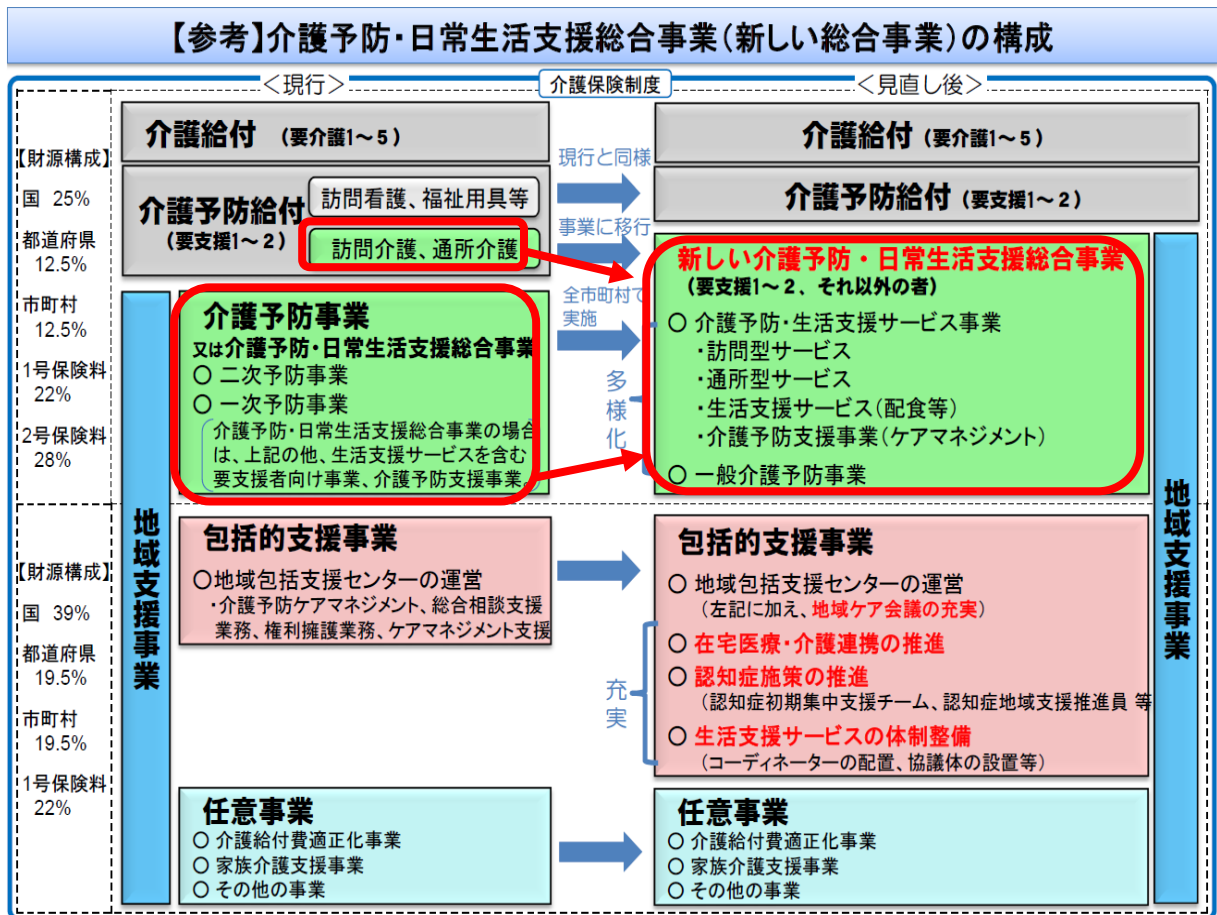 【参考】介護予防・日常生活支援総合事業(新しい総合事業)の構成
＜現行＞
介護保険制度
＜見直し後＞
【財源構成】
国 25%
都道府県
12.5%
市町村
12.5%
1号保険料
22%
2号保険料
28%
介護給付 (要介護1～5)
介護予防給付
(要支援1～2)
訪問看護、福祉用具等
訪問介護、通所介護
現行と同様
事業に移行
全市町村で
実施
多様化
介護給付 (要介護1～5)
介護予防給付 (要支援1～2)
介護予防事業
又は介護予防・日常生活支援総合事業
○ 二次予防事業
○ 一次予防事業
介護予防・日常生活支援総合事業の場合
は、上記の他、生活支援サービスを含む
要支援者向け事業、介護予防支援事業。
新しい介護予防・日常生活支援総合事業
(要支援1～2、それ以外の者)
○ 介護予防・生活支援サービス事業
・訪問型サービス
・通所型サービス
・生活支援サービス(配食等)
・介護予防支援事業(ケアマネジメント)
○ 一般介護予防事業
【財源構成】
国 39%
都道府県
19.5%
市町村
19.5%
1号保険料
22%
地域支援事業
包括的支援事業
○地域包括支援センターの運営
・介護予防ケアマネジメント、総合相談支援
業務、権利擁護業務、ケアマネジメント支援
充実
包括的支援事業
○ 地域包括支援センターの運営
(左記に加え、地域ケア会議の充実)
○ 在宅医療・介護連携の推進
○ 認知症施策の推進
(認知症初期集中支援チーム、認知症地域支援推進員 等
○ 生活支援サービスの体制整備
(コーディネーターの配置、協議体の設置等)
地域支援事業
任意事業
○ 介護給付費適正化事業
○ 家族介護支援事業
○ その他の事業
任意事業
○ 介護給付費適正化事業
○ 家族介護支援事業
○ その他の事業